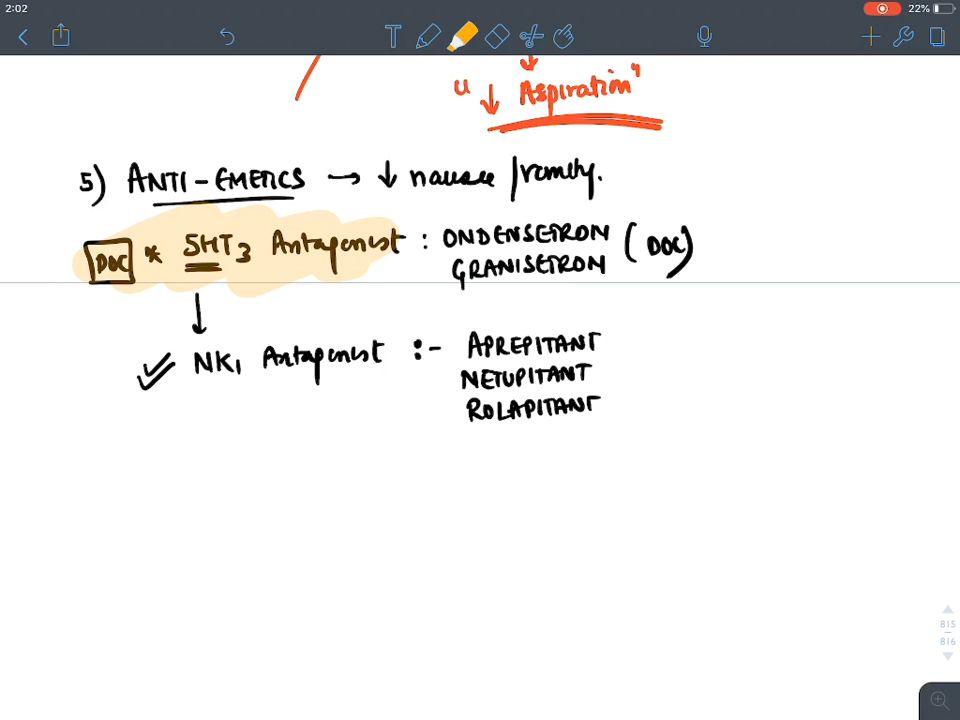 2:02
22%
T
" ↓ Aspiration"
5) ANTI-EMETICS → ↓ nausea / vomity.
DOC * 5HT3 Antagonist : ONDENSETRON (DOC)
GRANISETRON
↓
NK1 Antagonist :- APREPITANT
NETUPITANT
ROLAPITANT
815
816